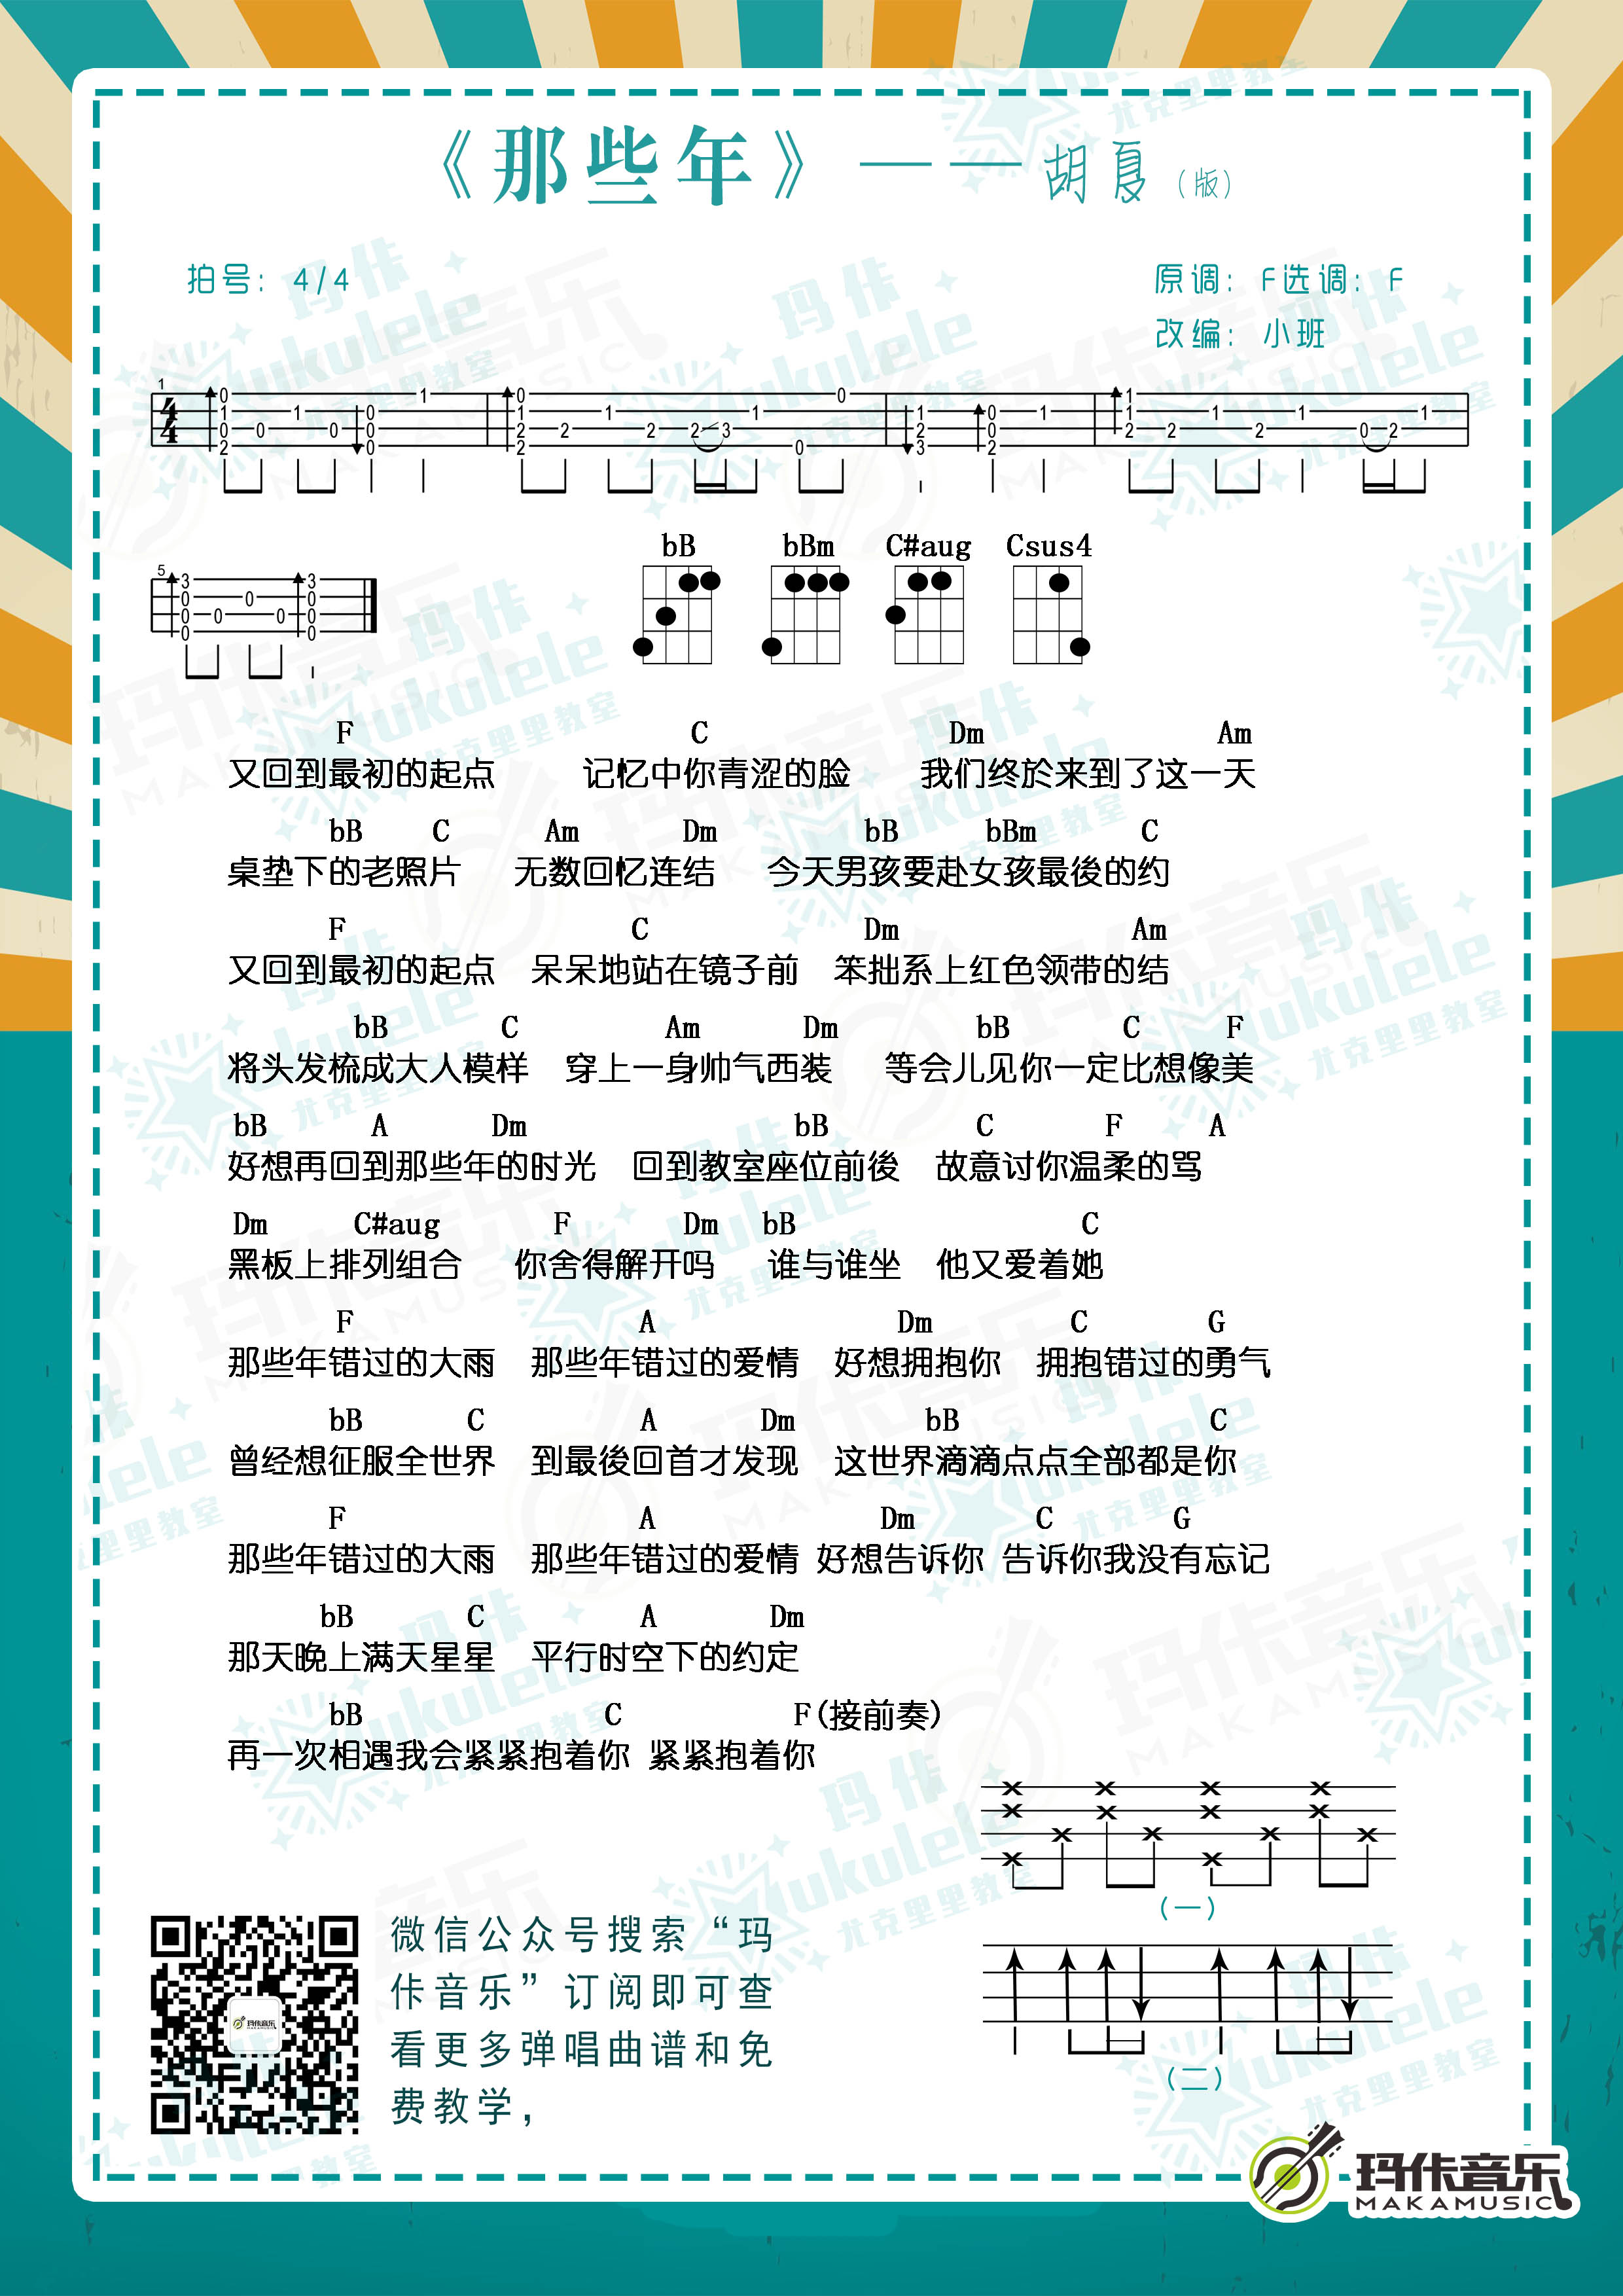 《那些年》——胡夏（版）
拍号：4/4
原调：F选调：F
改编：小班
bB bBm C#aug Csus4
F C Dm Am
又回到最初的起点 记忆中你青涩的脸 我们终於来到了这一天
bB C Am Dm bB bBm C
桌垫下的老照片 无数回忆连结 今天男孩要赴女孩最後的约
F C Dm Am
又回到最初的起点 呆呆地站在镜子前 笨拙系上红色领带的结
bB C Am Dm bB C F
将头发梳成大人模样 穿上一身帅气西装 等会儿见你一定比想像美
bB A Dm bB C F A
好想再回到那些年的时光 回到教室座位前後 故意讨你温柔的骂
Dm C#aug F Dm bB C
黑板上排列组合 你舍得解开吗 谁与谁坐 他又爱着她
F A Dm C G
那些年错过的大雨 那些年错过的爱情 好想拥抱你 拥抱错过的勇气
bB C A Dm bB C
曾经想征服全世界 到最後回首才发现 这世界滴滴点点全部都是你
F A Dm C G
那些年错过的大雨 那些年错过的爱情 好想告诉你 告诉你我没有忘记
bB C A Dm
那天晚上满天星星 平行时空下的约定
bB C F(接前奏)
再一次相遇我会紧紧抱着你 紧紧抱着你
（一）
（二）
微信公众号搜索“玛
佧音乐”订阅即可查
看更多弹唱曲谱和免
费教学，
玛佧音乐
MAKAMUSIC